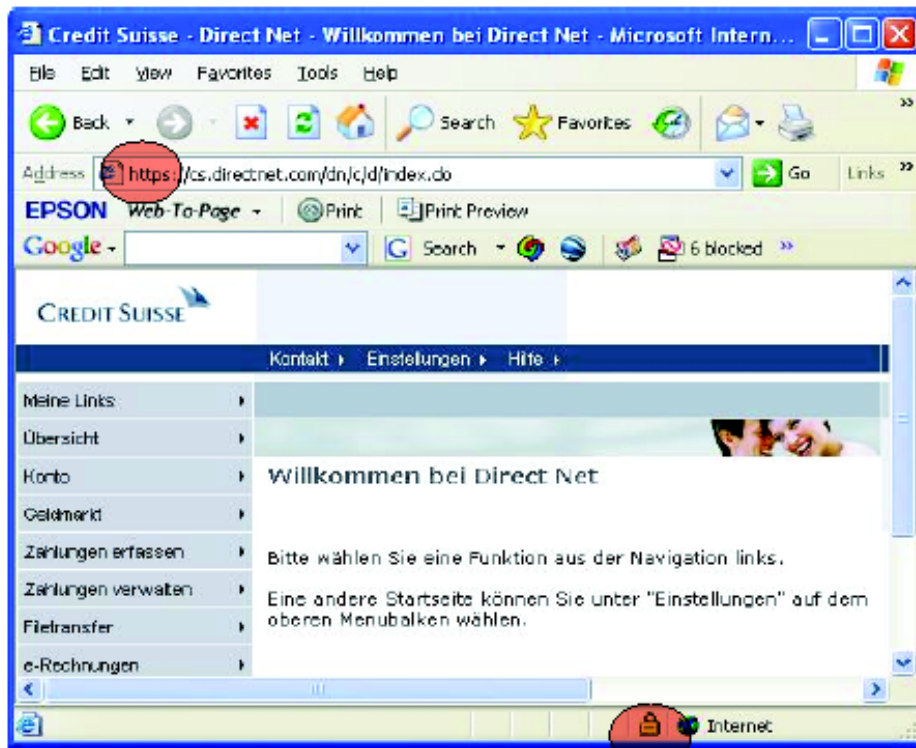 Credit Suisse - Direct Net - Willkommen bei Direct Net - Microsoft Intern...
File Edit View Favorites Tools Help
Back Search Favorites
Address https://cs.directnet.com/dn/c/d/index.do Go Links
EPSON Web-To-Page Print Print Preview
Google Search 6 blocked
CREDIT SUISSE
Kontakt Einstellungen Hilfe
Meine Links
Übersicht
Konto
Willkommen bei Direct Net
Geldmarkt
Zahlungen erfassen
Bitte wählen Sie eine Funktion aus der Navigation links.
Zahlungen verwalten
Eine andere Startseite können Sie unter "Einstellungen" auf dem
oberen Menubalken wählen.
Filetransfer
e-Rechnungen
Internet